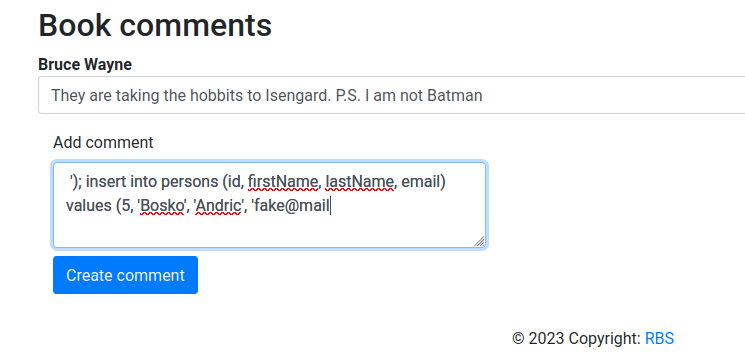 Book comments
Bruce Wayne
They are taking the hobbits to Isengard. P.S. I am not Batman
Add comment
'); insert into persons (id, firstName, lastName, email)
values (5, 'Bosko', 'Andric', 'fake@mail
Create comment
© 2023 Copyright: RBS